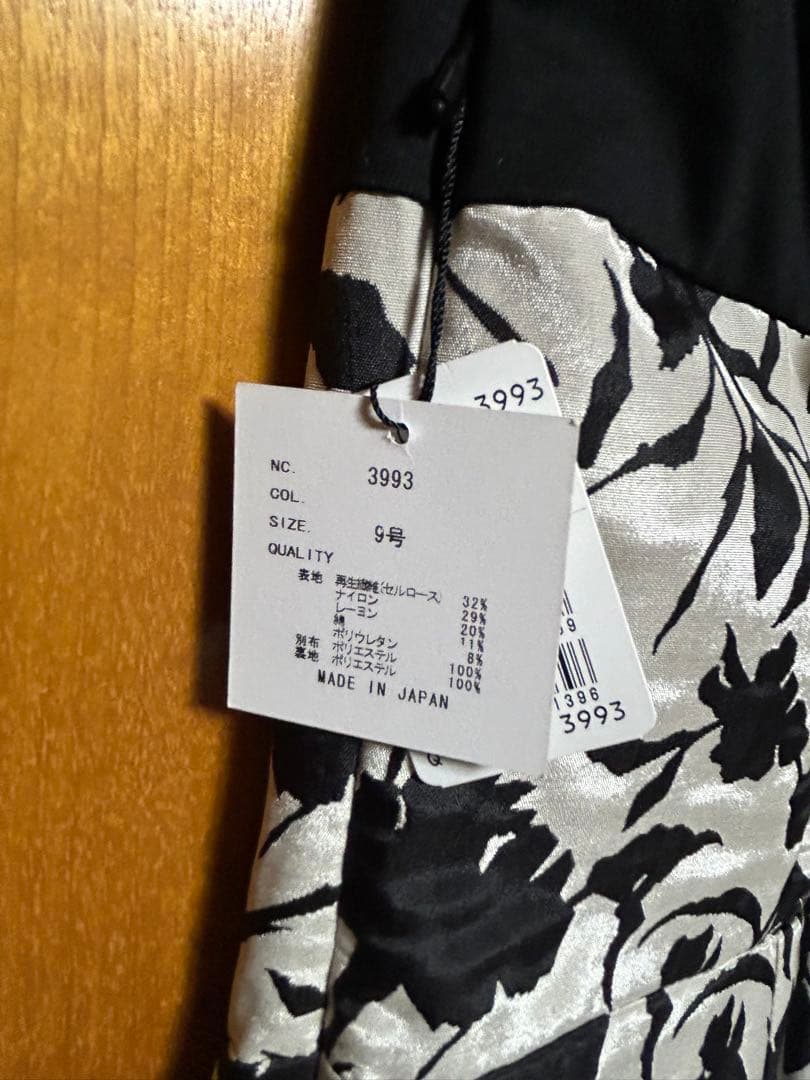 3993
NC. 3993
COL.
SIZE. 9号
QUALITY
表地 再生繊維(セルロース) 32%
ナイロン 29%
レーヨン 20%
綿 11%
ポリウレタン 8%
別布 ポリエステル 100%
裏地 ポリエステル 100%
MADE IN JAPAN
1396
3993